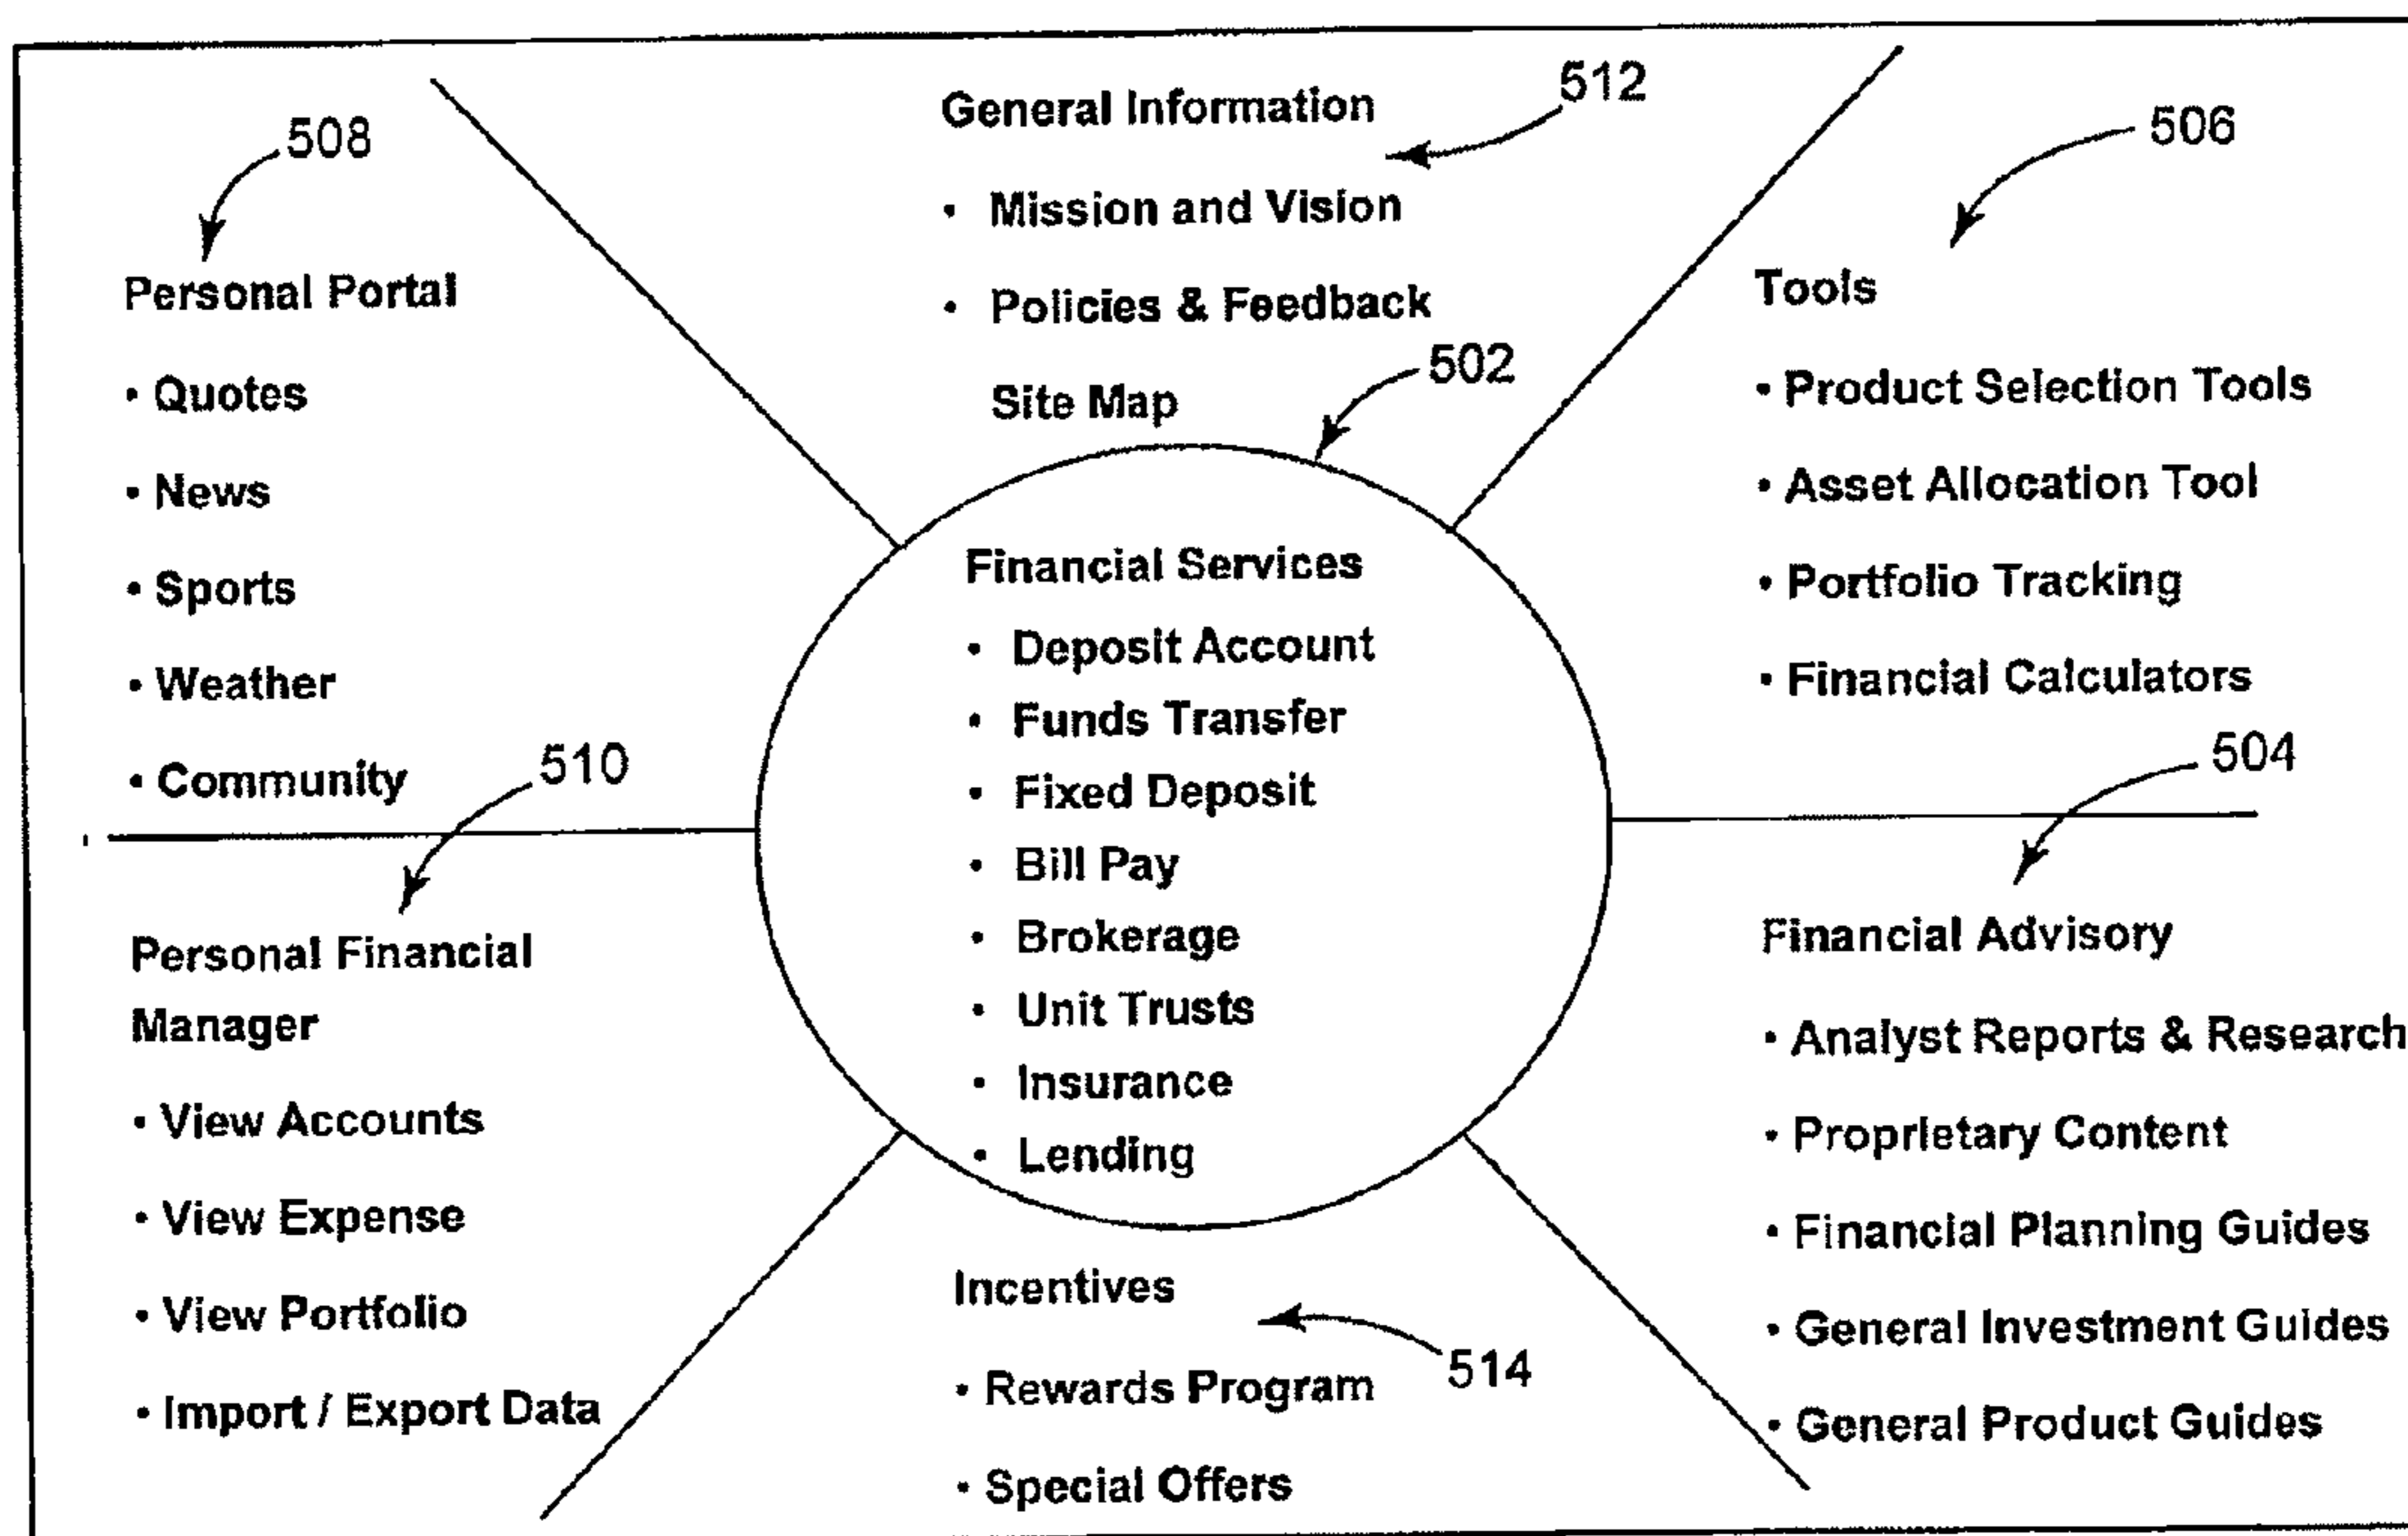 508
Personal Portal
• Quotes
• News
• Sports
• Weather
• Community
General Information
512
• Mission and Vision
• Policies & Feedback
Site Map
502
506
Tools
• Product Selection Tools
• Asset Allocation Tool
• Portfolio Tracking
• Financial Calculators
Financial Services
• Deposit Account
• Funds Transfer
• Fixed Deposit
• Bill Pay
• Brokerage
• Unit Trusts
• Insurance
• Lending
510
Personal Financial
Manager
• View Accounts
• View Expense
• View Portfolio
• Import / Export Data
504
Financial Advisory
• Analyst Reports & Research
• Proprietary Content
• Financial Planning Guides
• General Investment Guides
• General Product Guides
Incentives
514
• Rewards Program
• Special Offers